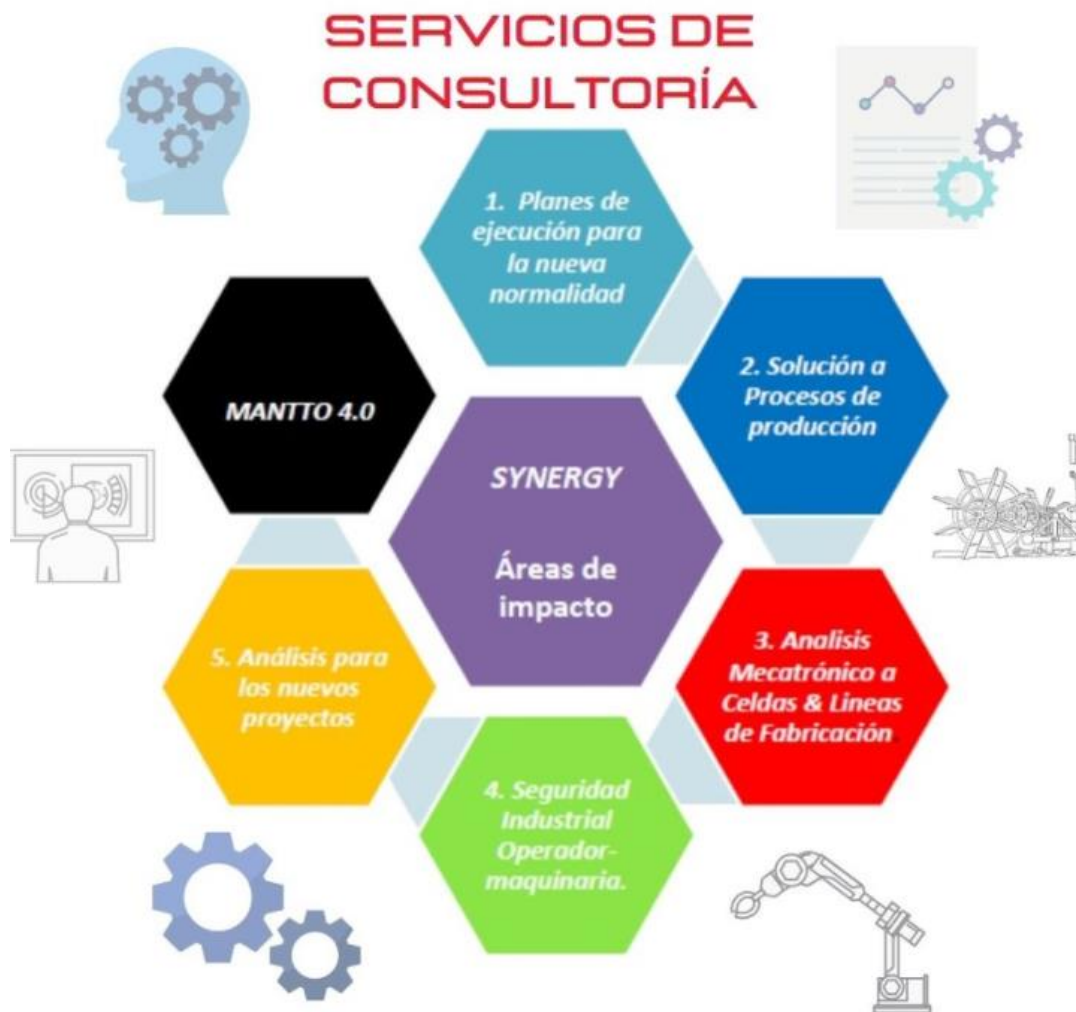 SERVICIOS DE
CONSULTORÍA
1. Planes de
ejecución para
la nueva
normalidad
2. Solución a
Procesos de
producción
3. Analisis
Mecatrónico a
Celdas & Lineas
de Fabricación.
4. Seguridad
Industrial
Operador-
maquinaria.
5. Análisis para
los nuevos
proyectos
MANTTO 4.0
SYNERGY
Áreas de
impacto